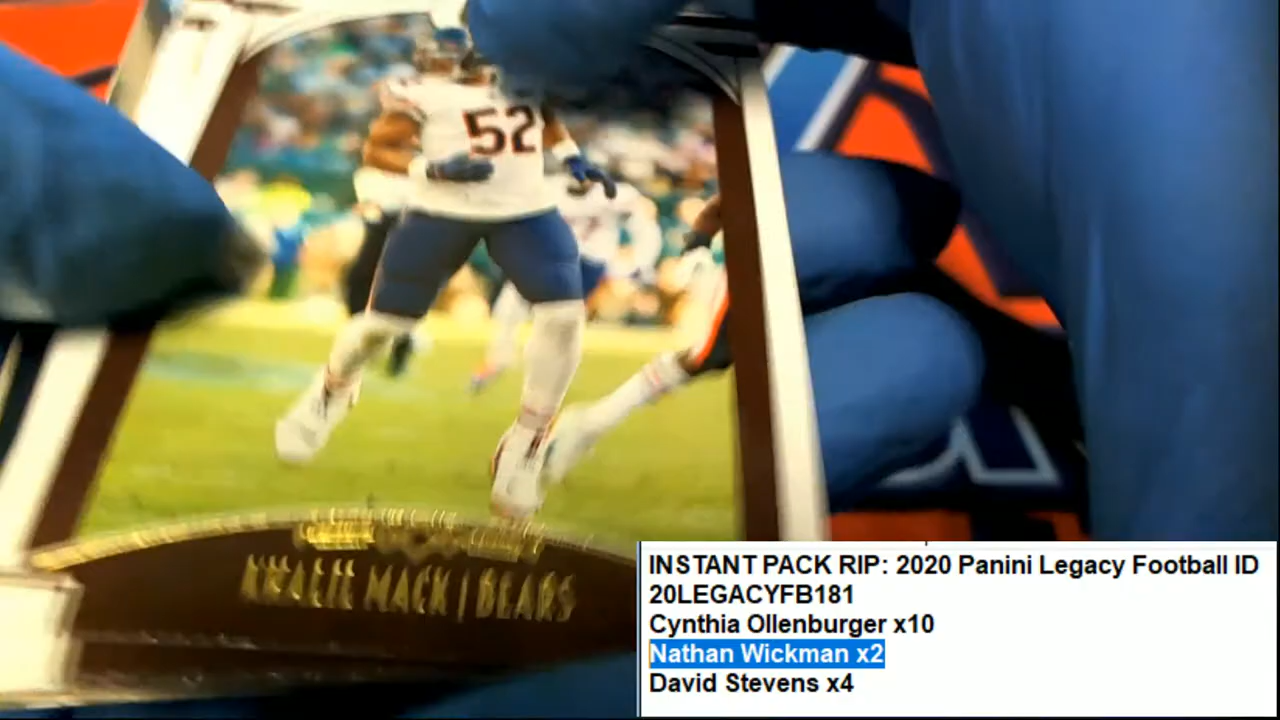 52
KHALIL MACK | BEARS
INSTANT PACK RIP: 2020 Panini Legacy Football ID
20LEGACYFB181
Cynthia Ollenburger x10
Nathan Wickman x2
David Stevens x4